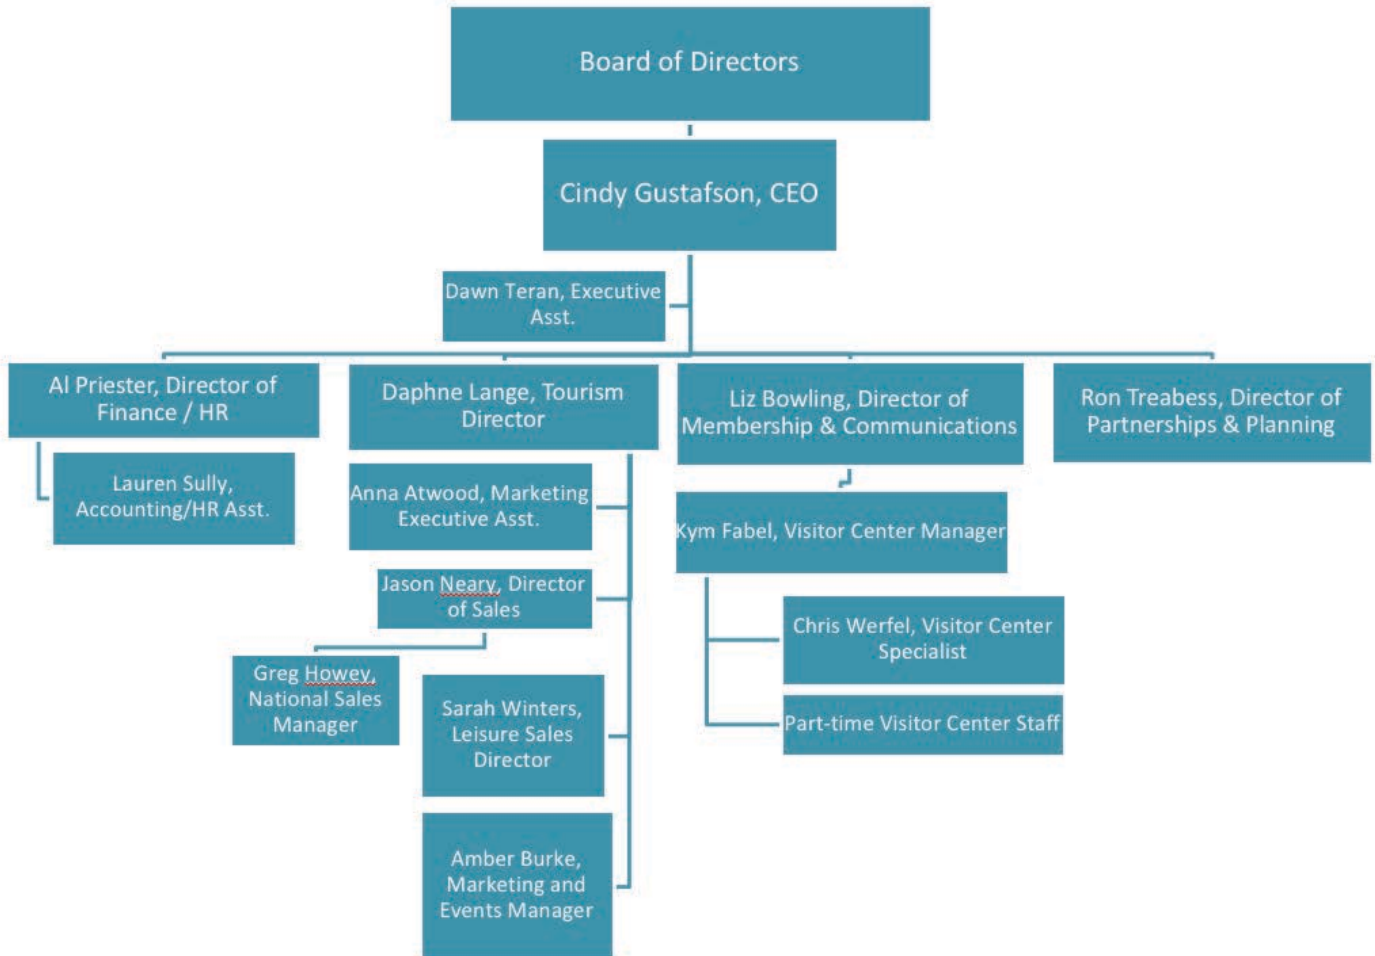 Board of Directors
Cindy Gustafson, CEO
Dawn Teran, Executive
Asst.
Al Priester, Director of
Finance / HR
Daphne Lange, Tourism
Director
Liz Bowling, Director of
Membership & Communications
Ron Treabess, Director of
Partnerships & Planning
Lauren Sully,
Accounting/HR Asst.
Anna Atwood, Marketing
Executive Asst.
Jason Neary, Director
of Sales
Greg Howey,
National Sales
Manager
Sarah Winters,
Leisure Sales
Director
Amber Burke,
Marketing and
Events Manager
Kym Fabel, Visitor Center Manager
Chris Werfel, Visitor Center
Specialist
Part-time Visitor Center Staff